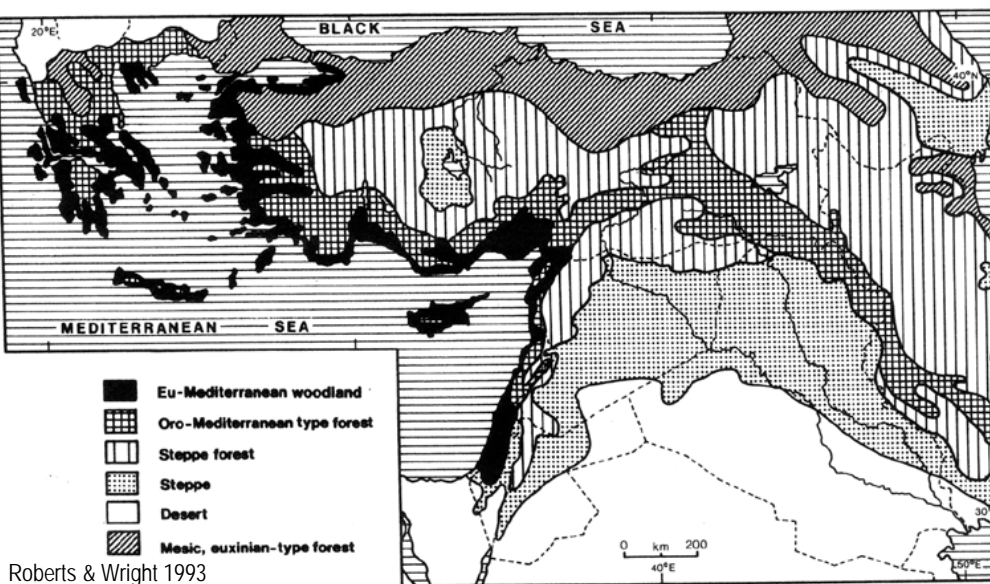 20°E
BLACK SEA
40°N
MEDITERRANEAN SEA
Eu-Mediterranean woodland
Oro-Mediterranean type forest
Steppe forest
Steppe
Desert
Mesic, euxinian-type forest
30°
0 km 200
40°E
50°E
Roberts & Wright 1993